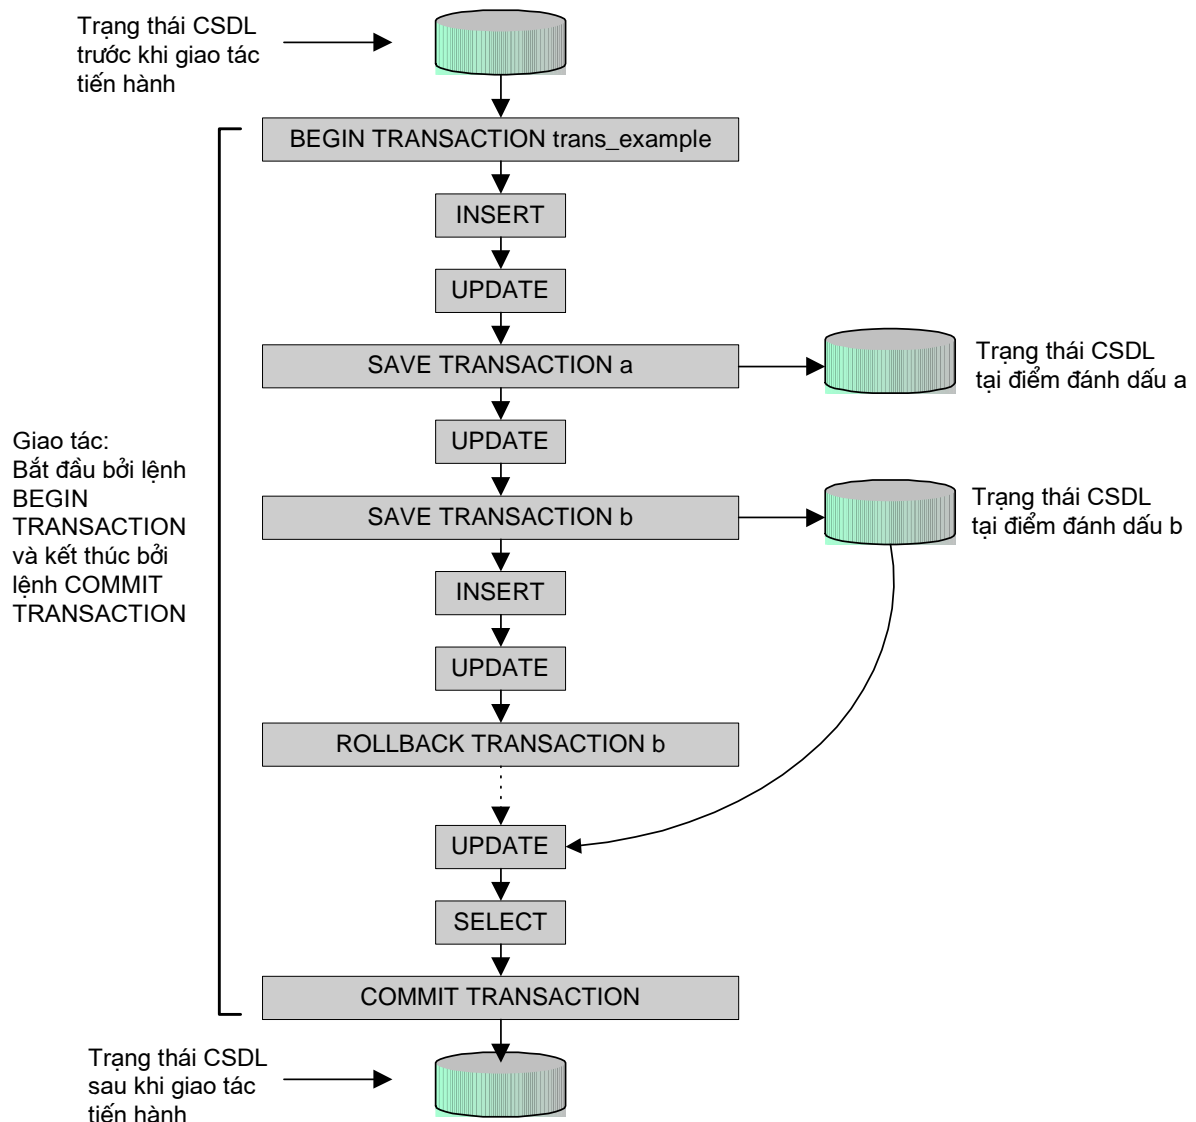 Trạng thái CSDL
trước khi giao tác
tiến hành
BEGIN TRANSACTION trans_example
INSERT
UPDATE
SAVE TRANSACTION a
Trạng thái CSDL
tại điểm đánh dấu a
UPDATE
Giao tác:
Bắt đầu bởi lệnh
BEGIN
TRANSACTION
và kết thúc bởi
lệnh COMMIT
TRANSACTION
SAVE TRANSACTION b
Trạng thái CSDL
tại điểm đánh dấu b
INSERT
UPDATE
ROLLBACK TRANSACTION b
UPDATE
SELECT
COMMIT TRANSACTION
Trạng thái CSDL
sau khi giao tác
tiến hành